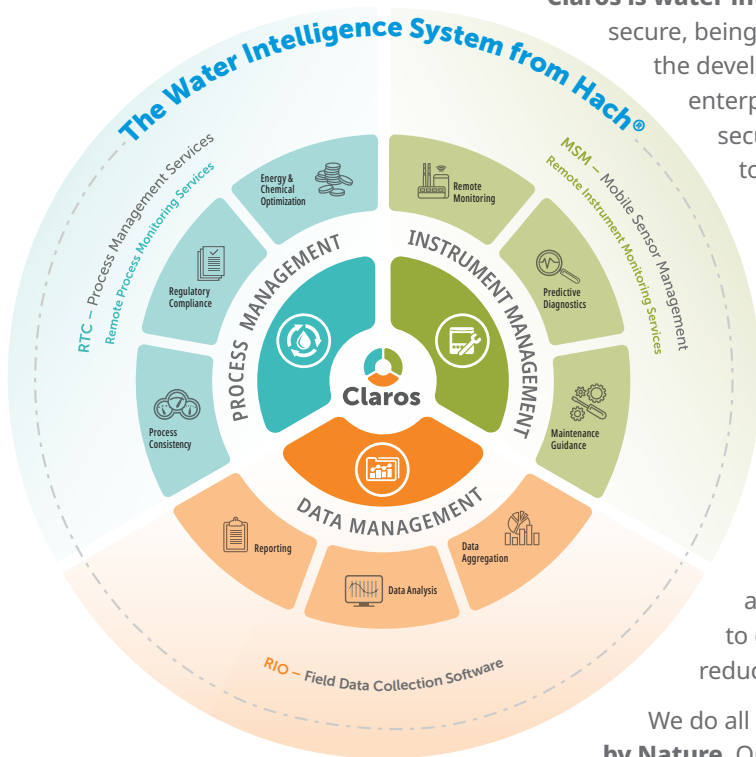 Claros is water in
secure, being
the devel
enterp
secu
to
The Water Intelligence System from Hach®
RTC – Process Management Services
Remote Process Monitoring Services
MSM – Mobile Sensor Management
Remote Instrument Monitoring Services
Energy &
Chemical
Optimization
Remote
Monitoring
Regulatory
Compliance
Predictive
Diagnostics
PROCESS MANAGEMENT
INSTRUMENT MANAGEMENT
Claros
Process
Consistency
Maintenance
Guidance
DATA MANAGEMENT
Reporting
Data Analysis
Data
Aggregation
RIO – Field Data Collection Software
a
to
reduc
We do all
by Nature. O